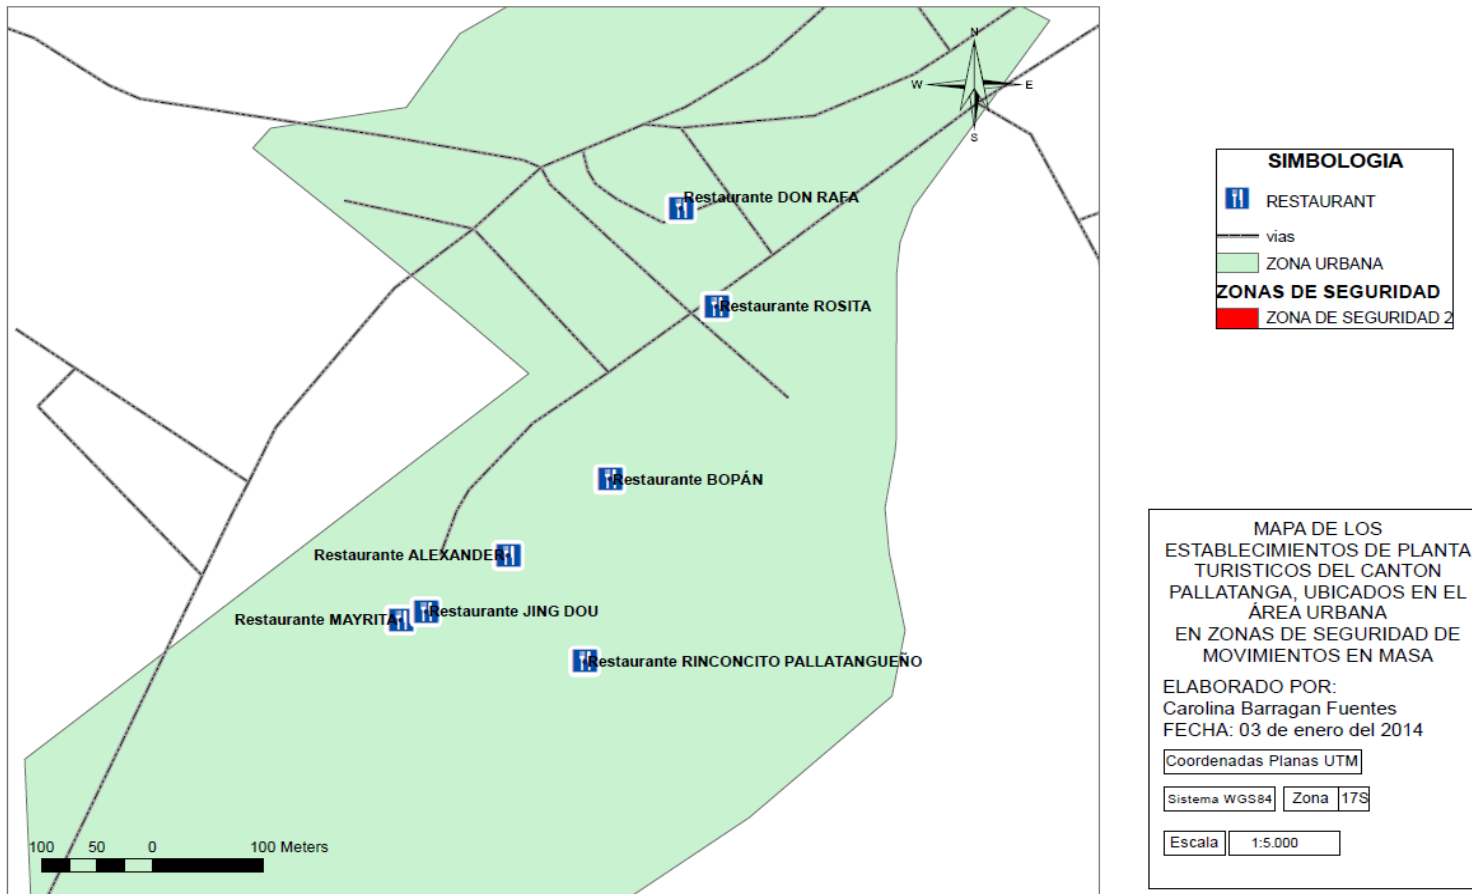 N
W
E
S
Restaurante DON RAFA
Restaurante ROSITA
Restaurante BOPÁN
Restaurante ALEXANDER
Restaurante JING DOU
Restaurante MAYRITA
Restaurante RINCONCITO PALLATANGUEÑO
100 50 0 100 Meters
SIMBOLOGIA
RESTAURANT
vias
ZONA URBANA
ZONAS DE SEGURIDAD
ZONA DE SEGURIDAD 2
MAPA DE LOS
ESTABLECIMIENTOS DE PLANTA
TURISTICOS DEL CANTON
PALLATANGA, UBICADOS EN EL
ÁREA URBANA
EN ZONAS DE SEGURIDAD DE
MOVIMIENTOS EN MASA
ELABORADO POR:
Carolina Barragan Fuentes
FECHA: 03 de enero del 2014
Coordenadas Planas UTM
Sistema WGS84 Zona 17S
Escala 1:5.000